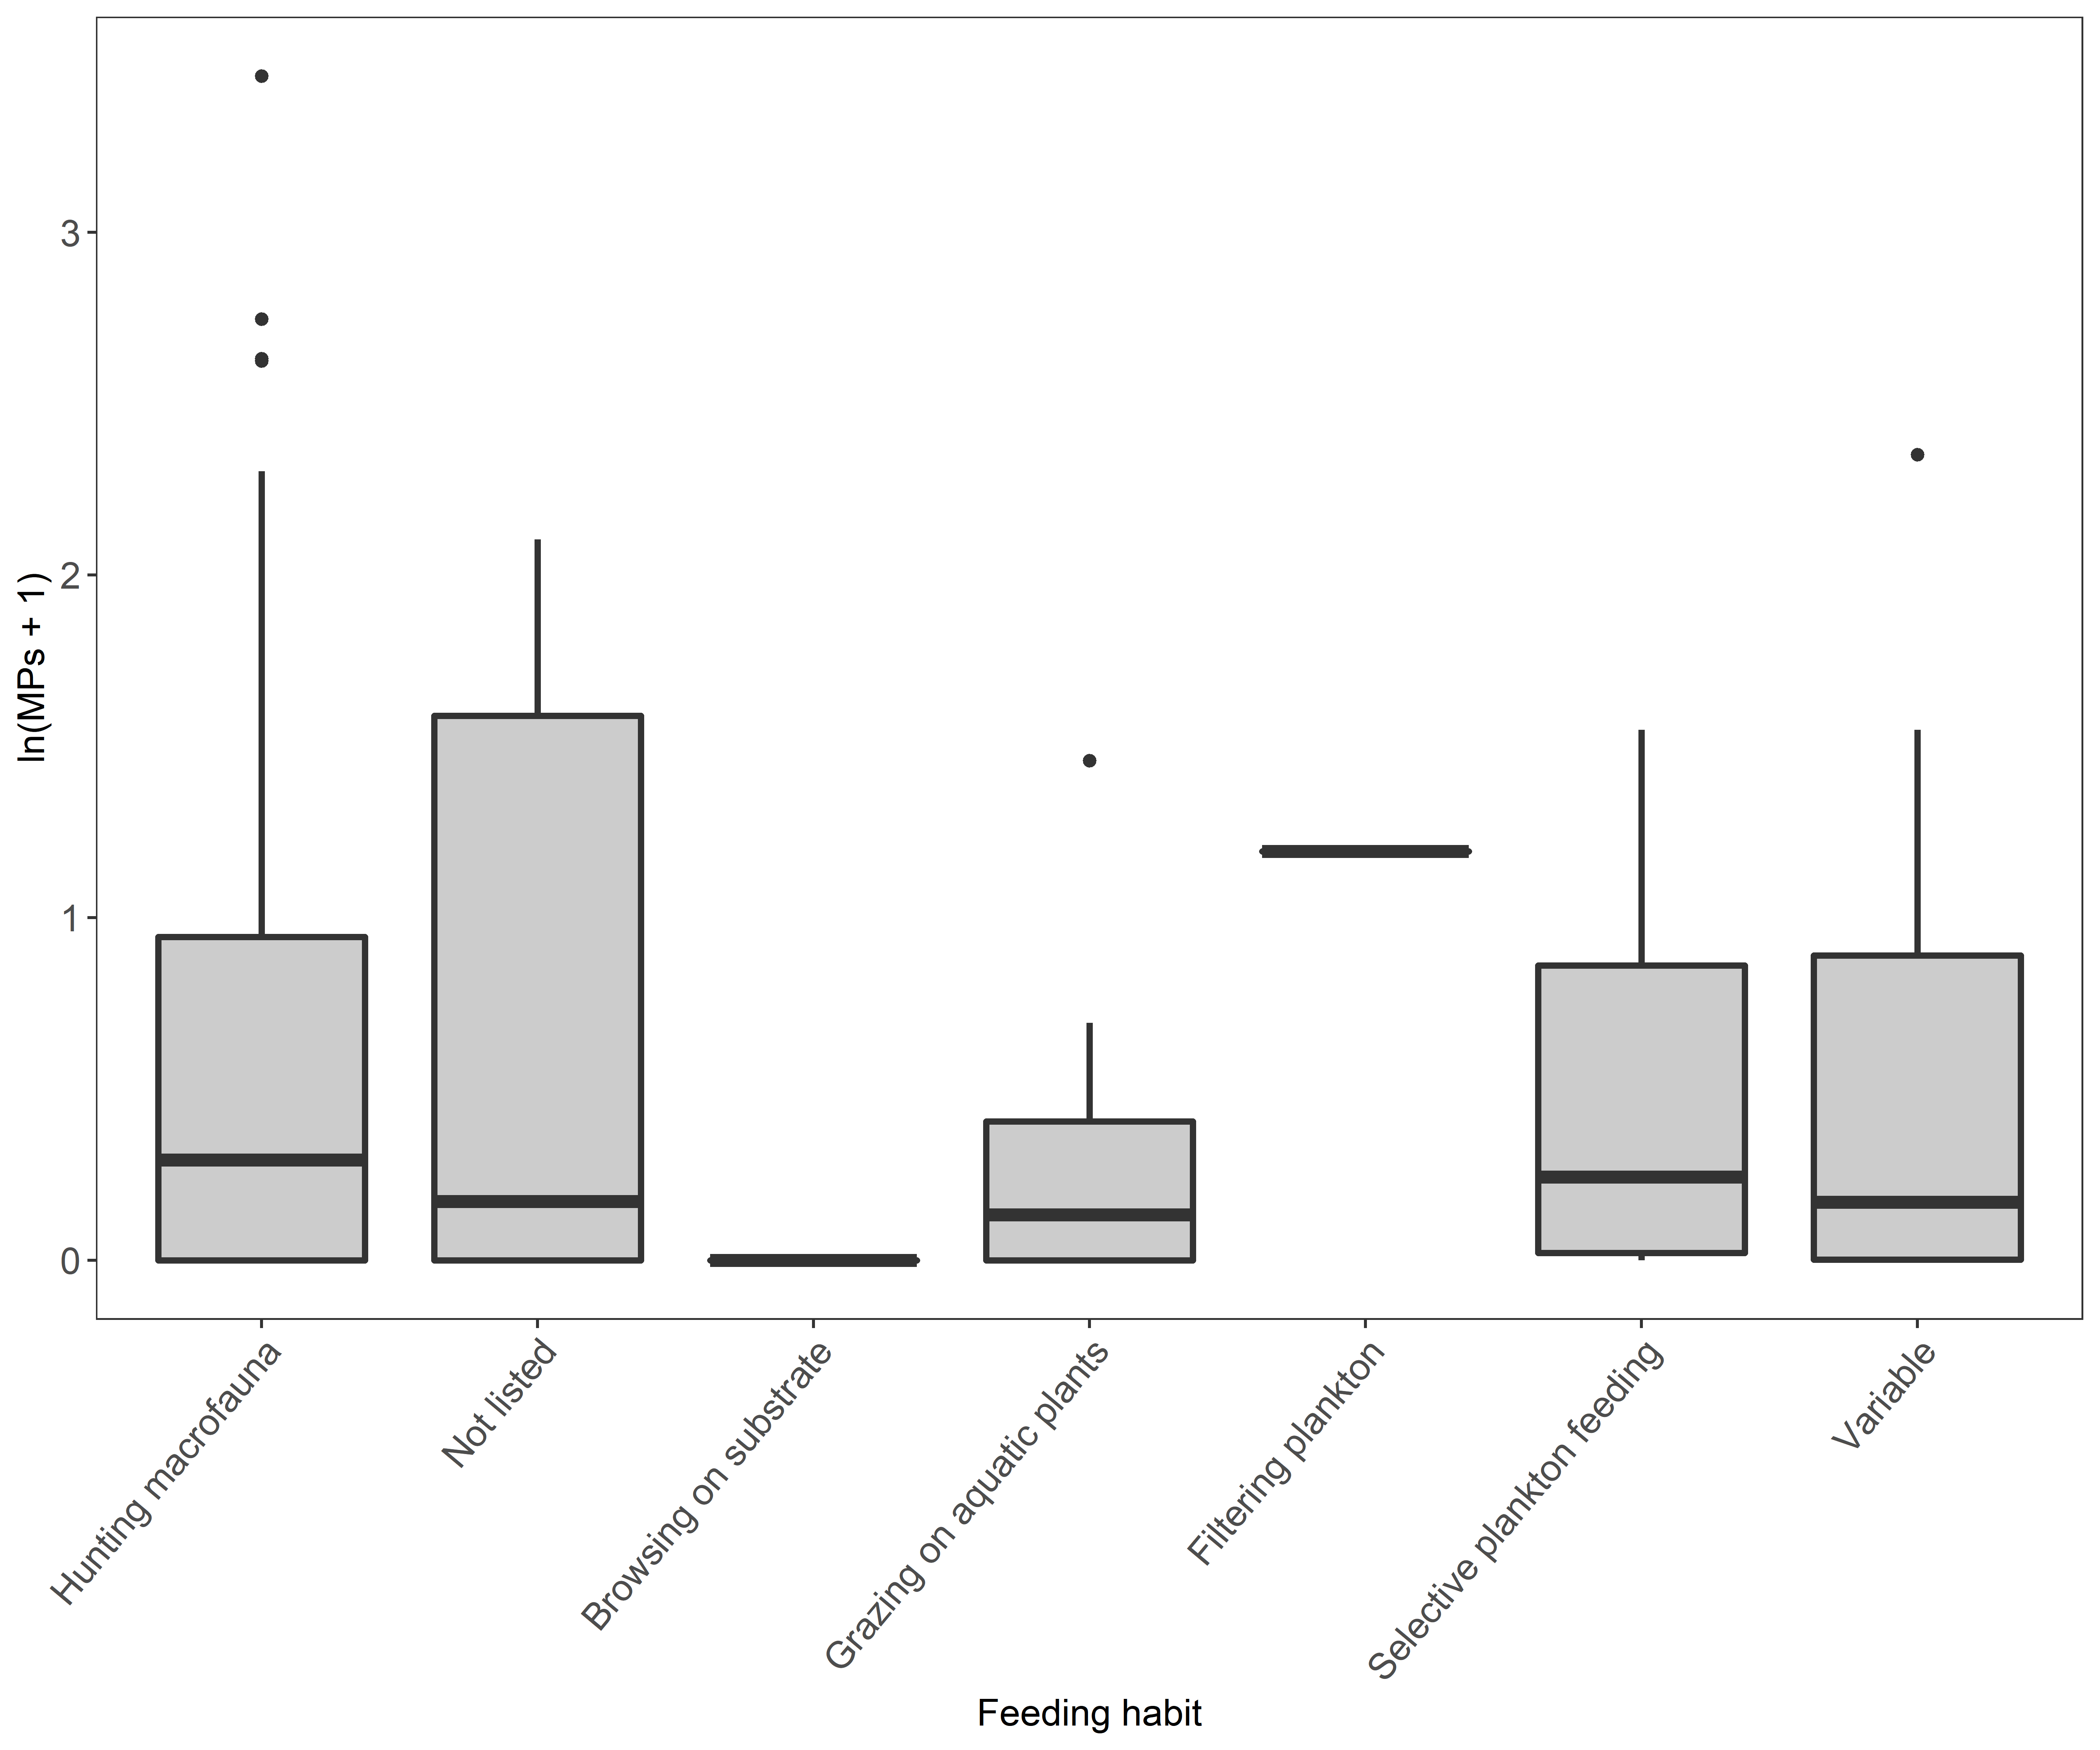 ln(MPs + 1)
3
2
1
0
Hunting macrofauna
Not listed
Browsing on substrate
Grazing on aquatic plants
Filtering plankton
Selective plankton feeding
Variable
Feeding habit